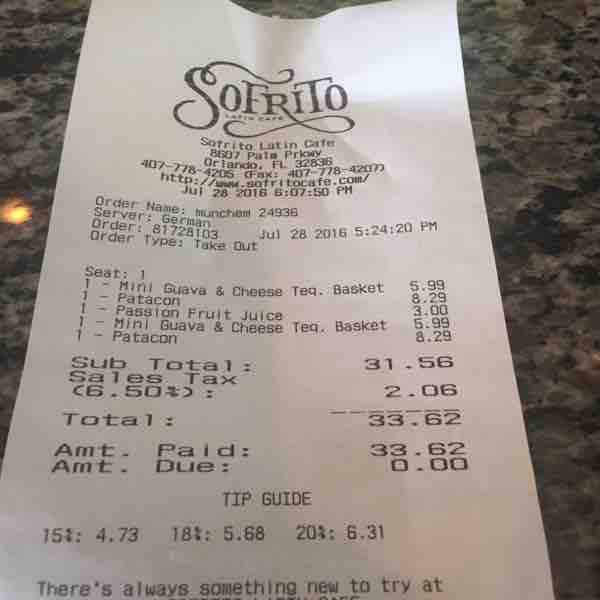 SOFRITO
LATIN CAFE
Sofrito Latin Cafe
8607 Palm Prkwy
Orlando, FL 32836
407-778-4205 (Fax: 407-778-4207)
http://www.sofritocafe.com/
Jul 28 2016 6:07:50 PM
Order Name: munchem 24936
Server: German
Order: 81728103 Jul 28 2016 5:24:20 PM
Order Type: Take Out
Seat: 1
1 - Mini Guava & Cheese Teq. Basket 5.99
1 - Patacon 8.29
1 - Passion Fruit Juice 3.00
1 - Mini Guava & Cheese Teq. Basket 5.99
1 - Patacon 8.29
Sub Total: 31.56
Sales Tax
(6.50%): 2.06
Total: 33.62
Amt. Paid: 33.62
Amt. Due: 0.00
TIP GUIDE
15%: 4.73 18%: 5.68 20%: 6.31
There's always something new to try at